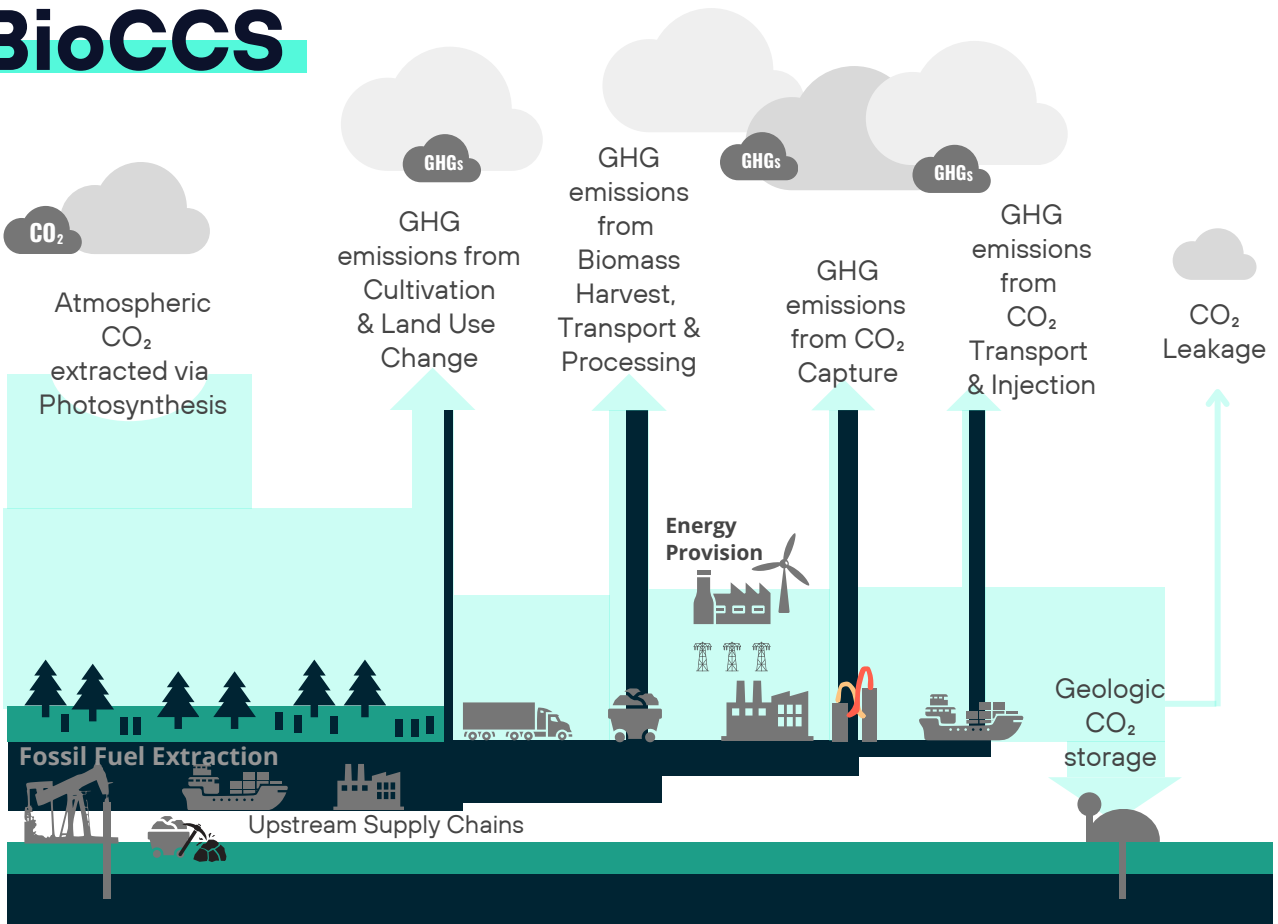 BioCCS
CO₂
Atmospheric
CO₂
extracted via
Photosynthesis
GHGs
GHG
emissions from
Cultivation
& Land Use
Change
GHG
emissions
from
Biomass
Harvest,
Transport &
Processing
GHGs
GHG
emissions
from CO₂
Capture
GHGs
GHG
emissions
from
CO₂
Transport
& Injection
CO₂
Leakage
Energy
Provision
Geologic
CO₂
storage
Fossil Fuel Extraction
Upstream Supply Chains